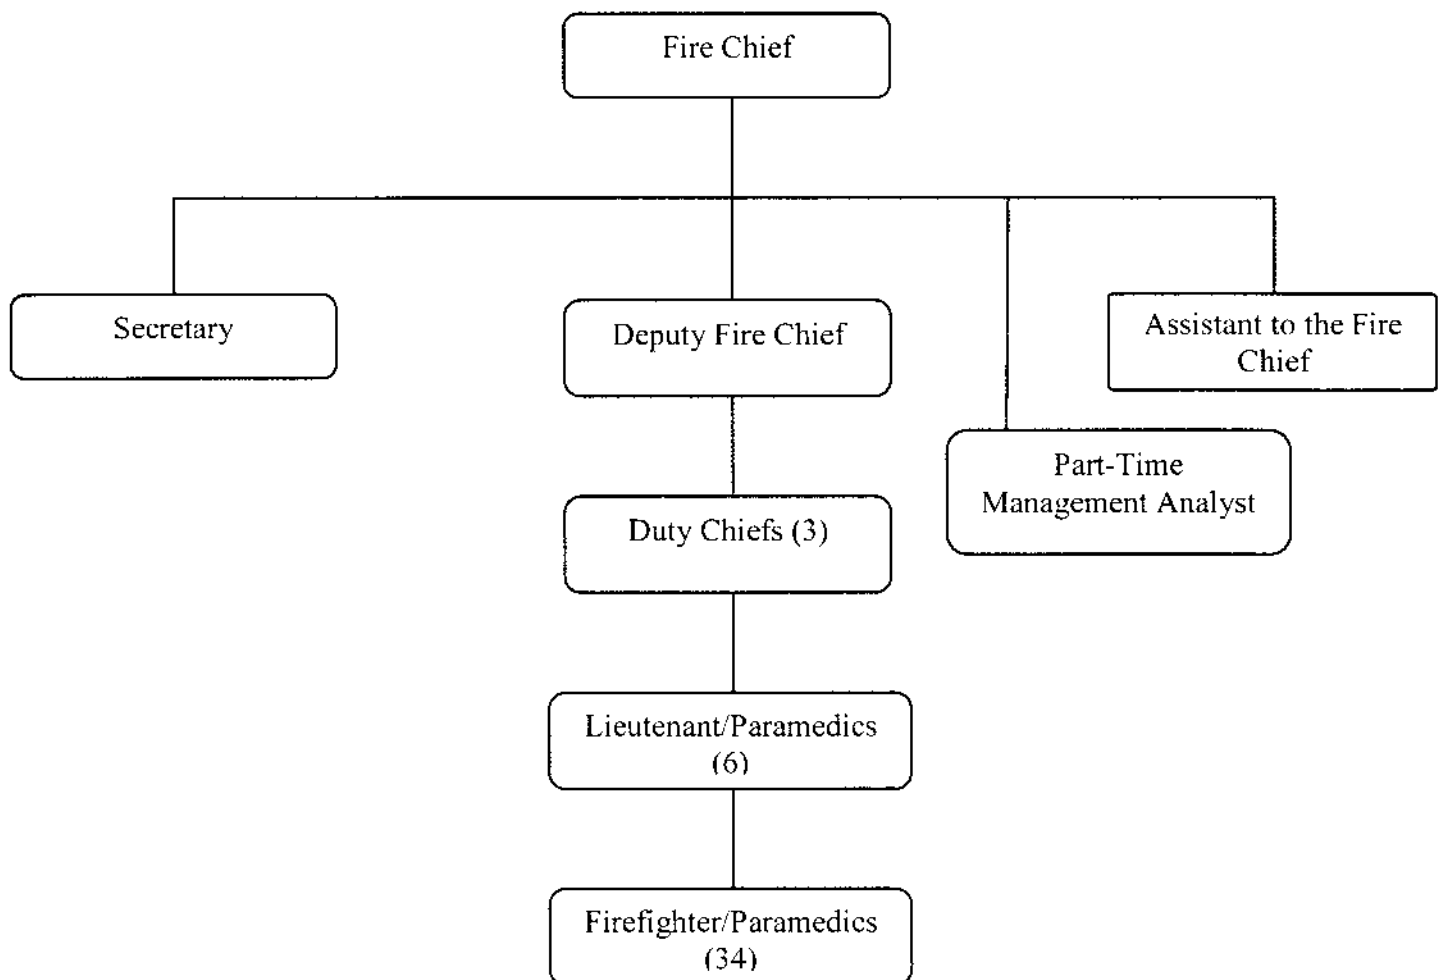 Fire Chief
Secretary
Deputy Fire Chief
Assistant to the Fire
Chief
Part-Time
Management Analyst
Duty Chiefs (3)
Lieutenant/Paramedics
(6)
Firefighter/Paramedics
(34)